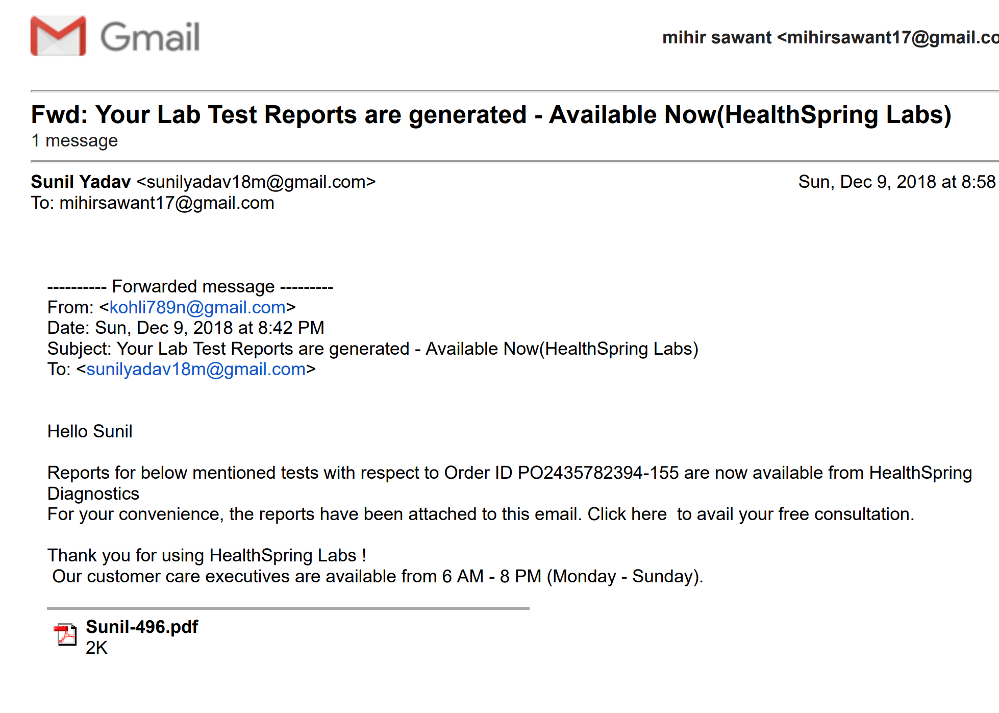 Gmail
mihir sawant <mihirsawant17@gmail.co
Fwd: Your Lab Test Reports are generated - Available Now(HealthSpring Labs)
1 message
Sunil Yadav <sunilyadav18m@gmail.com> Sun, Dec 9, 2018 at 8:58
To: mihirsawant17@gmail.com
---------- Forwarded message ---------
From: <kohli789n@gmail.com>
Date: Sun, Dec 9, 2018 at 8:42 PM
Subject: Your Lab Test Reports are generated - Available Now(HealthSpring Labs)
To: <sunilyadav18m@gmail.com>
Hello Sunil
Reports for below mentioned tests with respect to Order ID PO2435782394-155 are now available from HealthSpring
Diagnostics
For your convenience, the reports have been attached to this email. Click here  to avail your free consultation.
Thank you for using HealthSpring Labs !
Our customer care executives are available from 6 AM - 8 PM (Monday - Sunday).
Sunil-496.pdf
2K